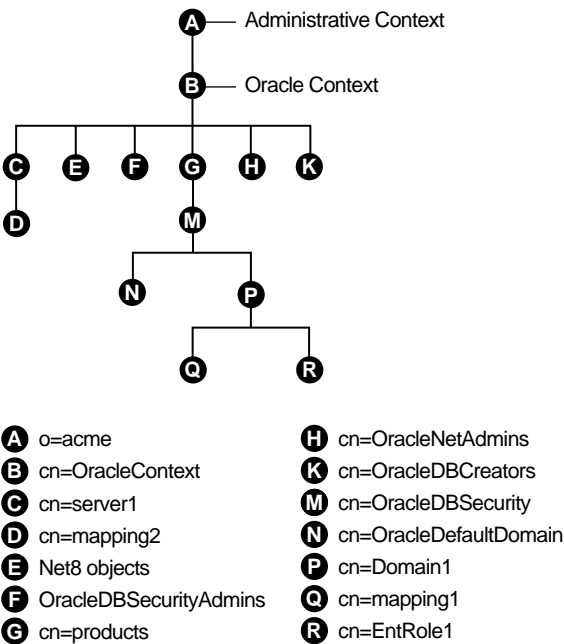 A Administrative Context
B Oracle Context
C E F G H K
D M
N P
Q R
A o=acme
B cn=OracleContext
C cn=server1
D cn=mapping2
E Net8 objects
F OracleDBSecurityAdmins
G cn=products
H cn=OracleNetAdmins
K cn=OracleDBCreators
M cn=OracleDBSecurity
N cn=OracleDefaultDomain
P cn=Domain1
Q cn=mapping1
R cn=EntRole1